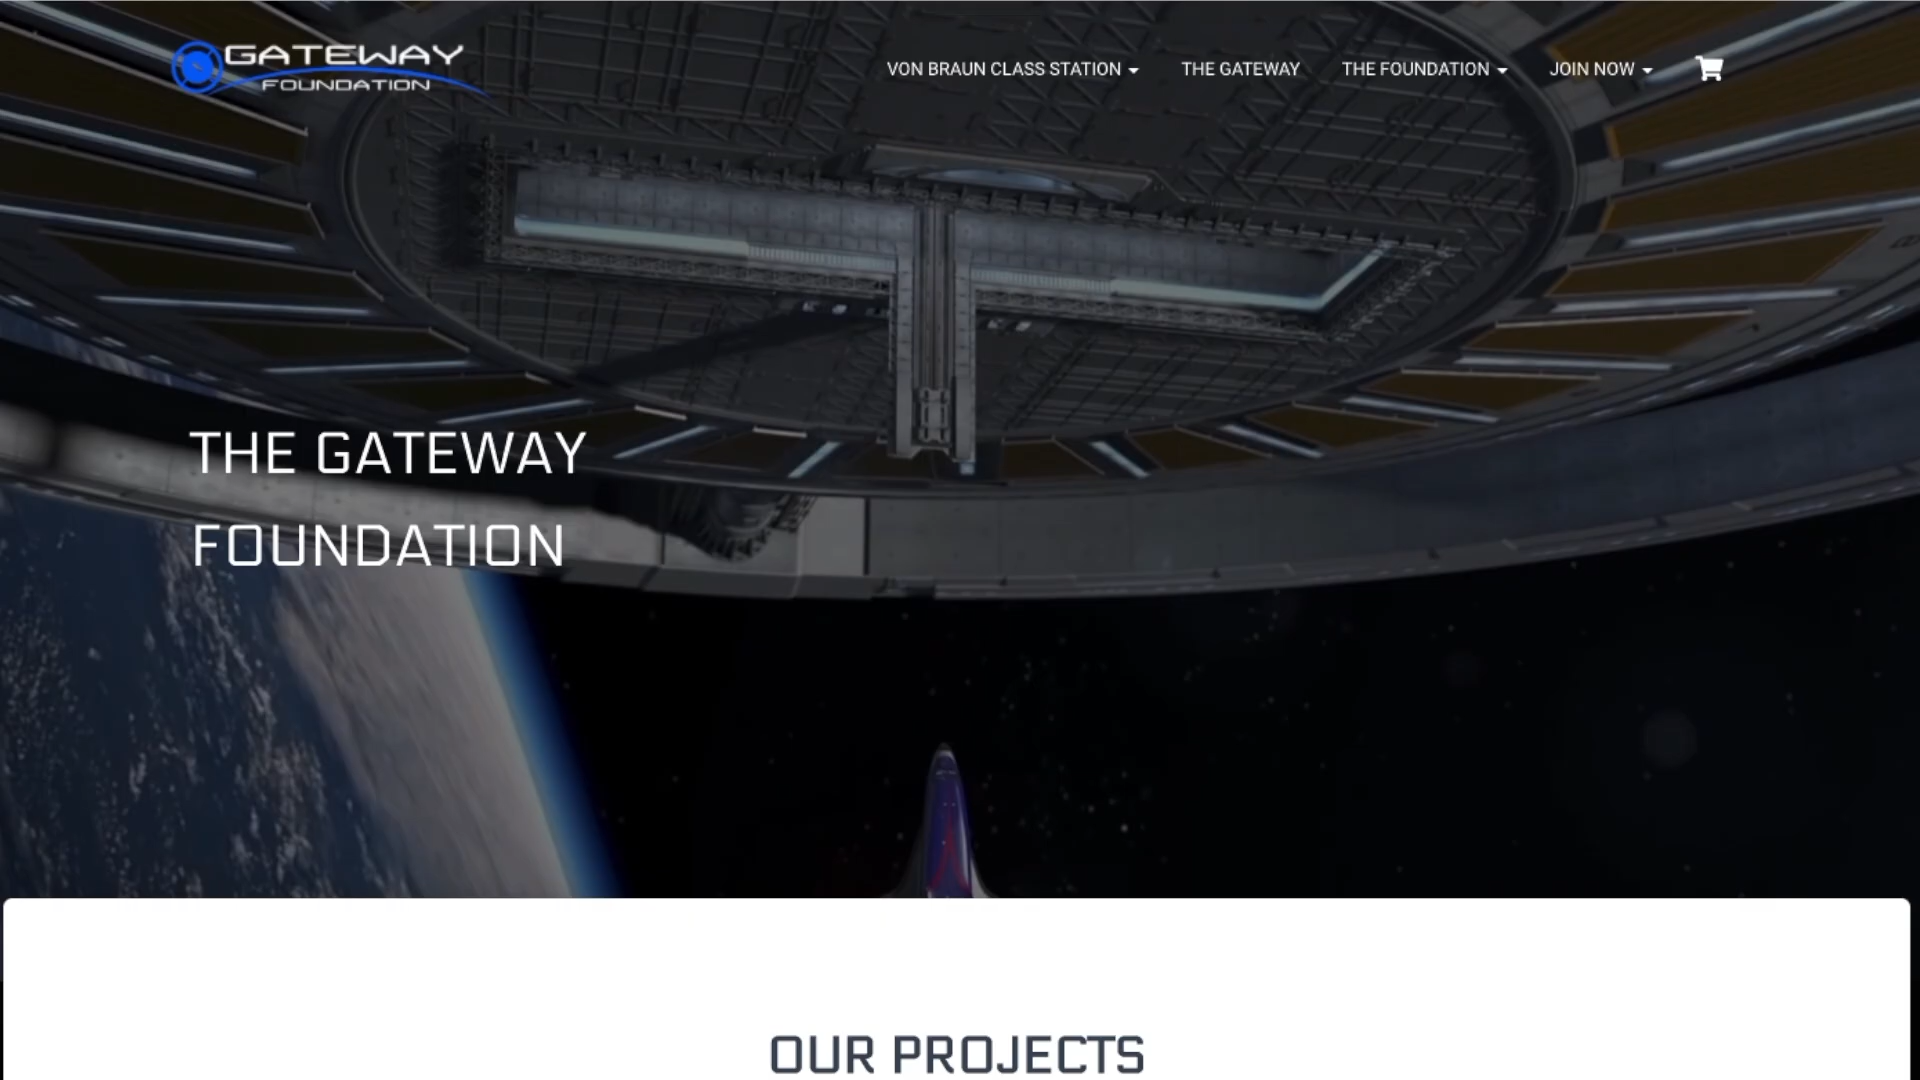 GATEWAY
FOUNDATION
VON BRAUN CLASS STATION
THE GATEWAY
THE FOUNDATION
JOIN NOW
THE GATEWAY
FOUNDATION
OUR PROJECTS